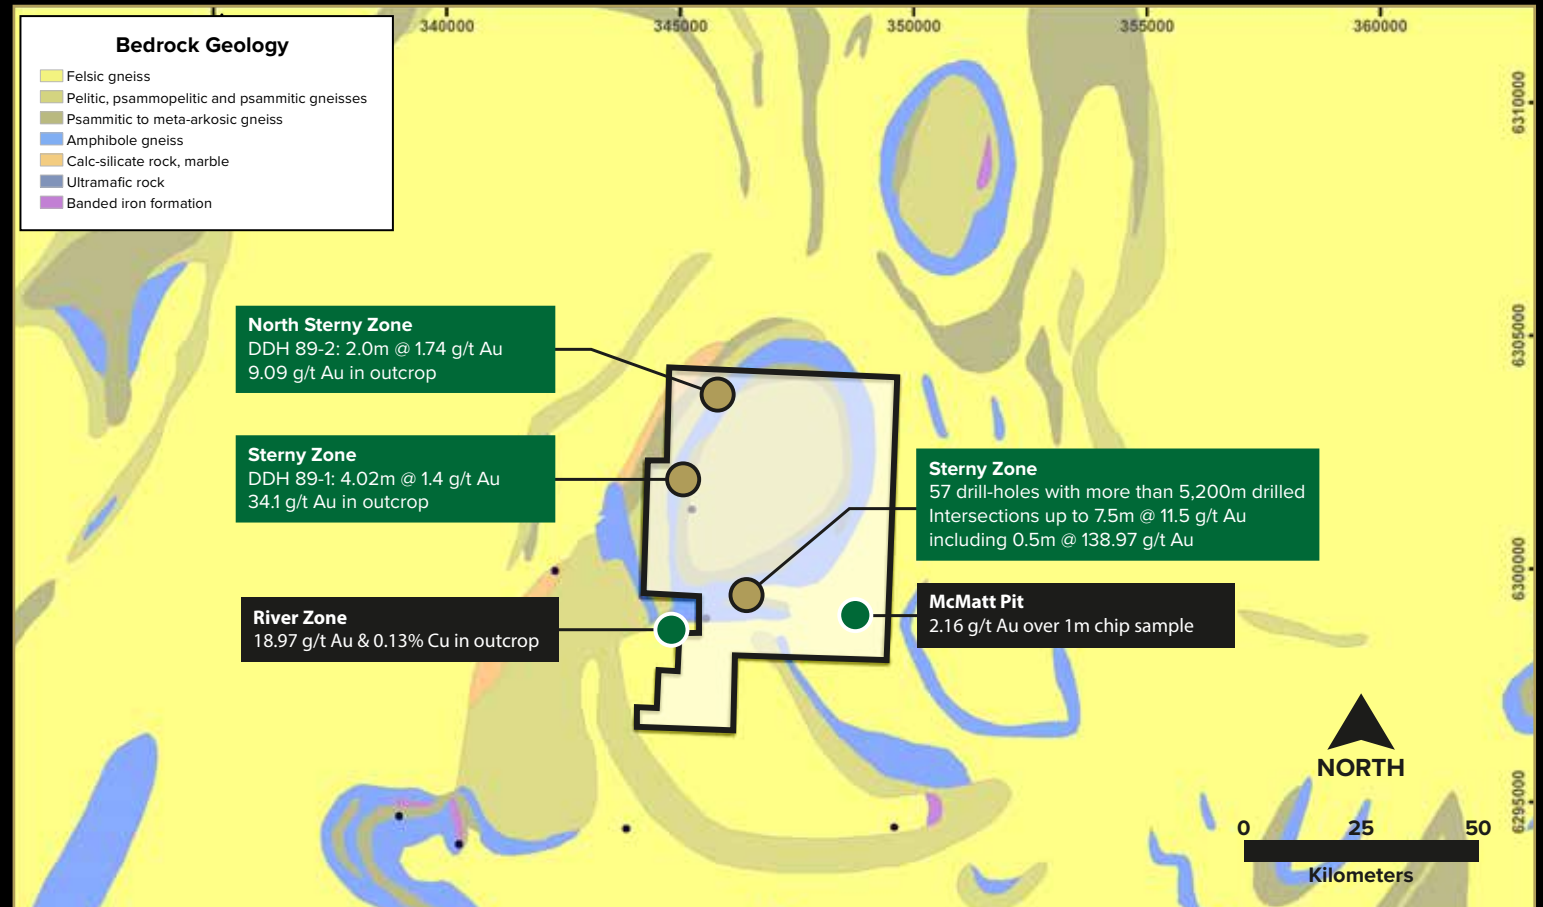 Bedrock Geology
Felsic gneiss
Pelitic, psammopelitic and psammitic gneisses
Psammitic to meta-arkosic gneiss
Amphibole gneiss
Calc-silicate rock, marble
Ultramafic rock
Banded iron formation
340000
345000
350000
355000
360000
6310000
6305000
6300000
6295000
North Sterny Zone
DDH 89-2: 2.0m @ 1.74 g/t Au
9.09 g/t Au in outcrop
Sterny Zone
DDH 89-1: 4.02m @ 1.4 g/t Au
34.1 g/t Au in outcrop
Sterny Zone
57 drill-holes with more than 5,200m drilled
Intersections up to 7.5m @ 11.5 g/t Au
including 0.5m @ 138.97 g/t Au
River Zone
18.97 g/t Au & 0.13% Cu in outcrop
McMatt Pit
2.16 g/t Au over 1m chip sample
NORTH
0 25 50
Kilometers